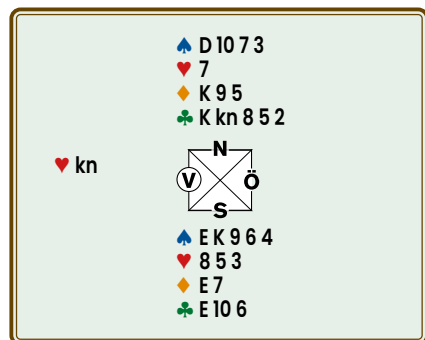 ♠ D 10 7 3
♥ 7
♦ K 9 5
♣ K kn 8 5 2
♥ kn
N
V Ö
S
♠ E K 9 6 4
♥ 8 5 3
♦ E 7
♣ E 10 6